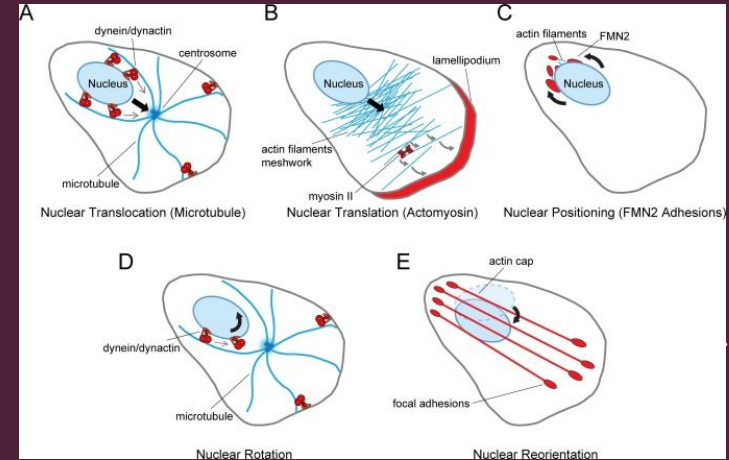 A
dynein/dynactin
centrosome
Nucleus
microtubule
Nuclear Translocation (Microtubule)
B
lamellipodium
Nucleus
actin filaments
meshwork
myosin II
Nuclear Translation (Actomyosin)
C
actin filaments
FMN2
Nucleus
Nuclear Positioning (FMN2 Adhesions)
D
dynein/dynactin
microtubule
Nuclear Rotation
E
actin cap
focal adhesions
Nuclear Reorientation